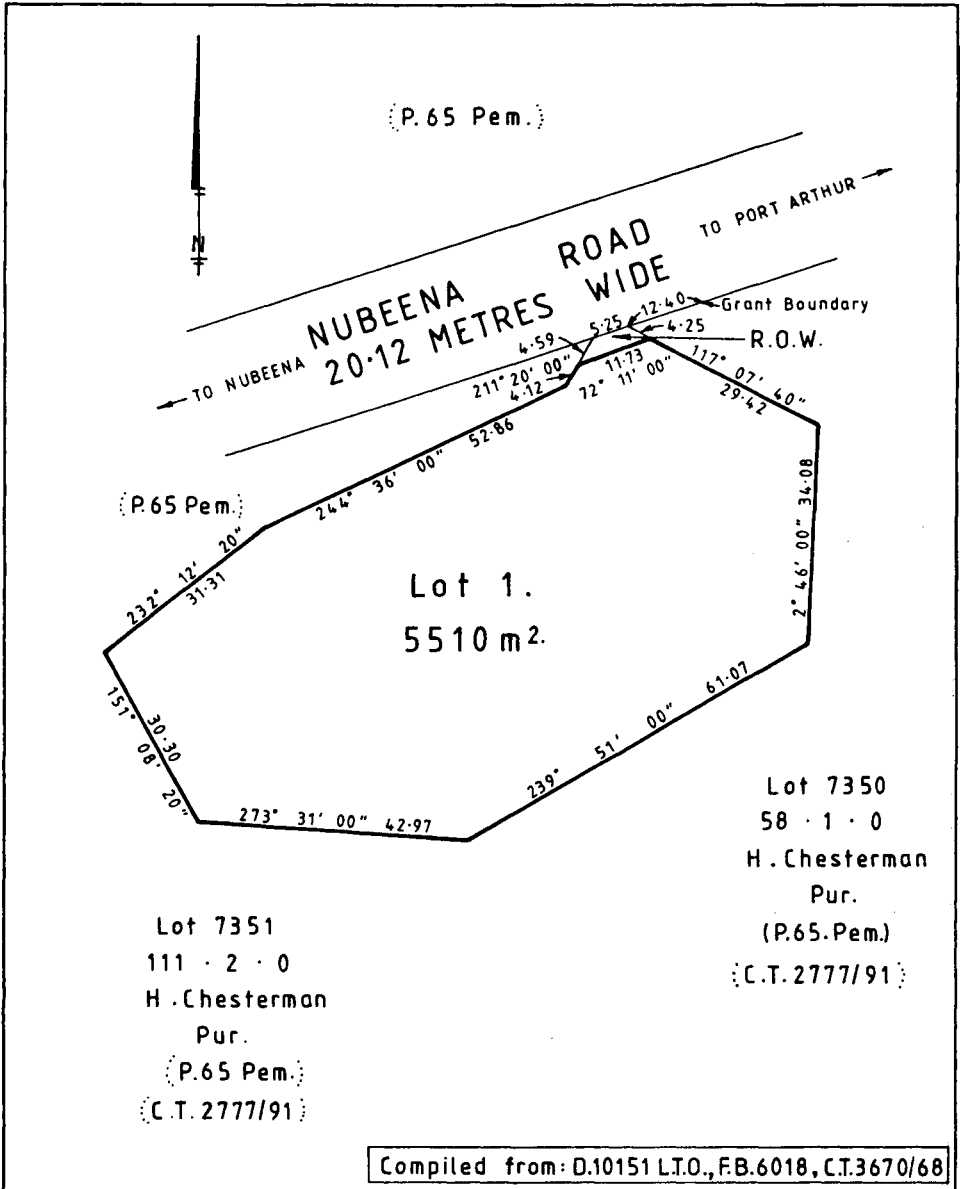 (P.65 Pem.)
N
NUBEENA ROAD
20·12 METRES WIDE
TO PORT ARTHUR
TO NUBEENA
12·40
Grant Boundary
5·25
4·25
R.O.W.
4·59
211° 20' 00"
4·12
11·73
72° 11' 00"
117° 07' 40"
29·42
244° 36' 00" 52·86
(P.65 Pem.)
232° 12' 20"
31·31
2° 46' 00" 34·08
Lot 1.
5510 m².
151° 08' 20"
30·30
273° 31' 00" 42·97
239° 51' 00" 61·07
Lot 7350
58 · 1 · 0
H. Chesterman
Pur.
(P.65.Pem.)
(C.T. 2777/91)
Lot 7351
111 · 2 · 0
H. Chesterman
Pur.
(P.65 Pem.)
(C.T. 2777/91)
Compiled from: D.10151 L.T.O., F.B.6018, C.T.3670/68